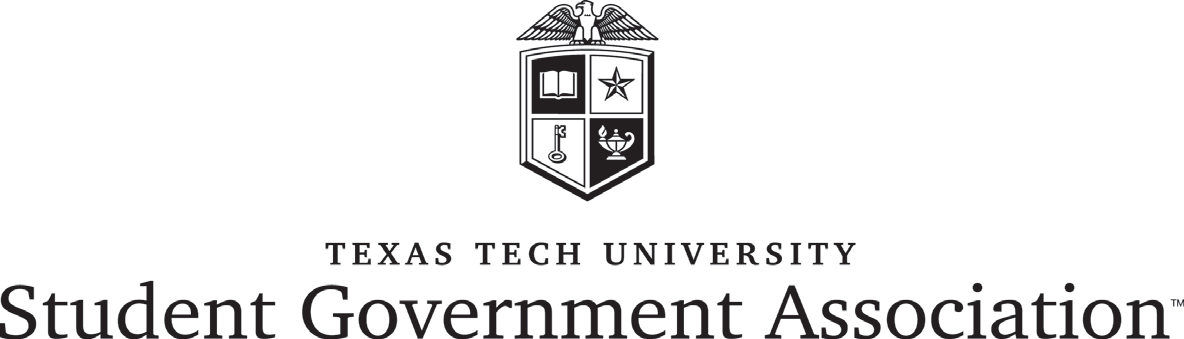 TEXAS TECH UNIVERSITY
Student Government Association™